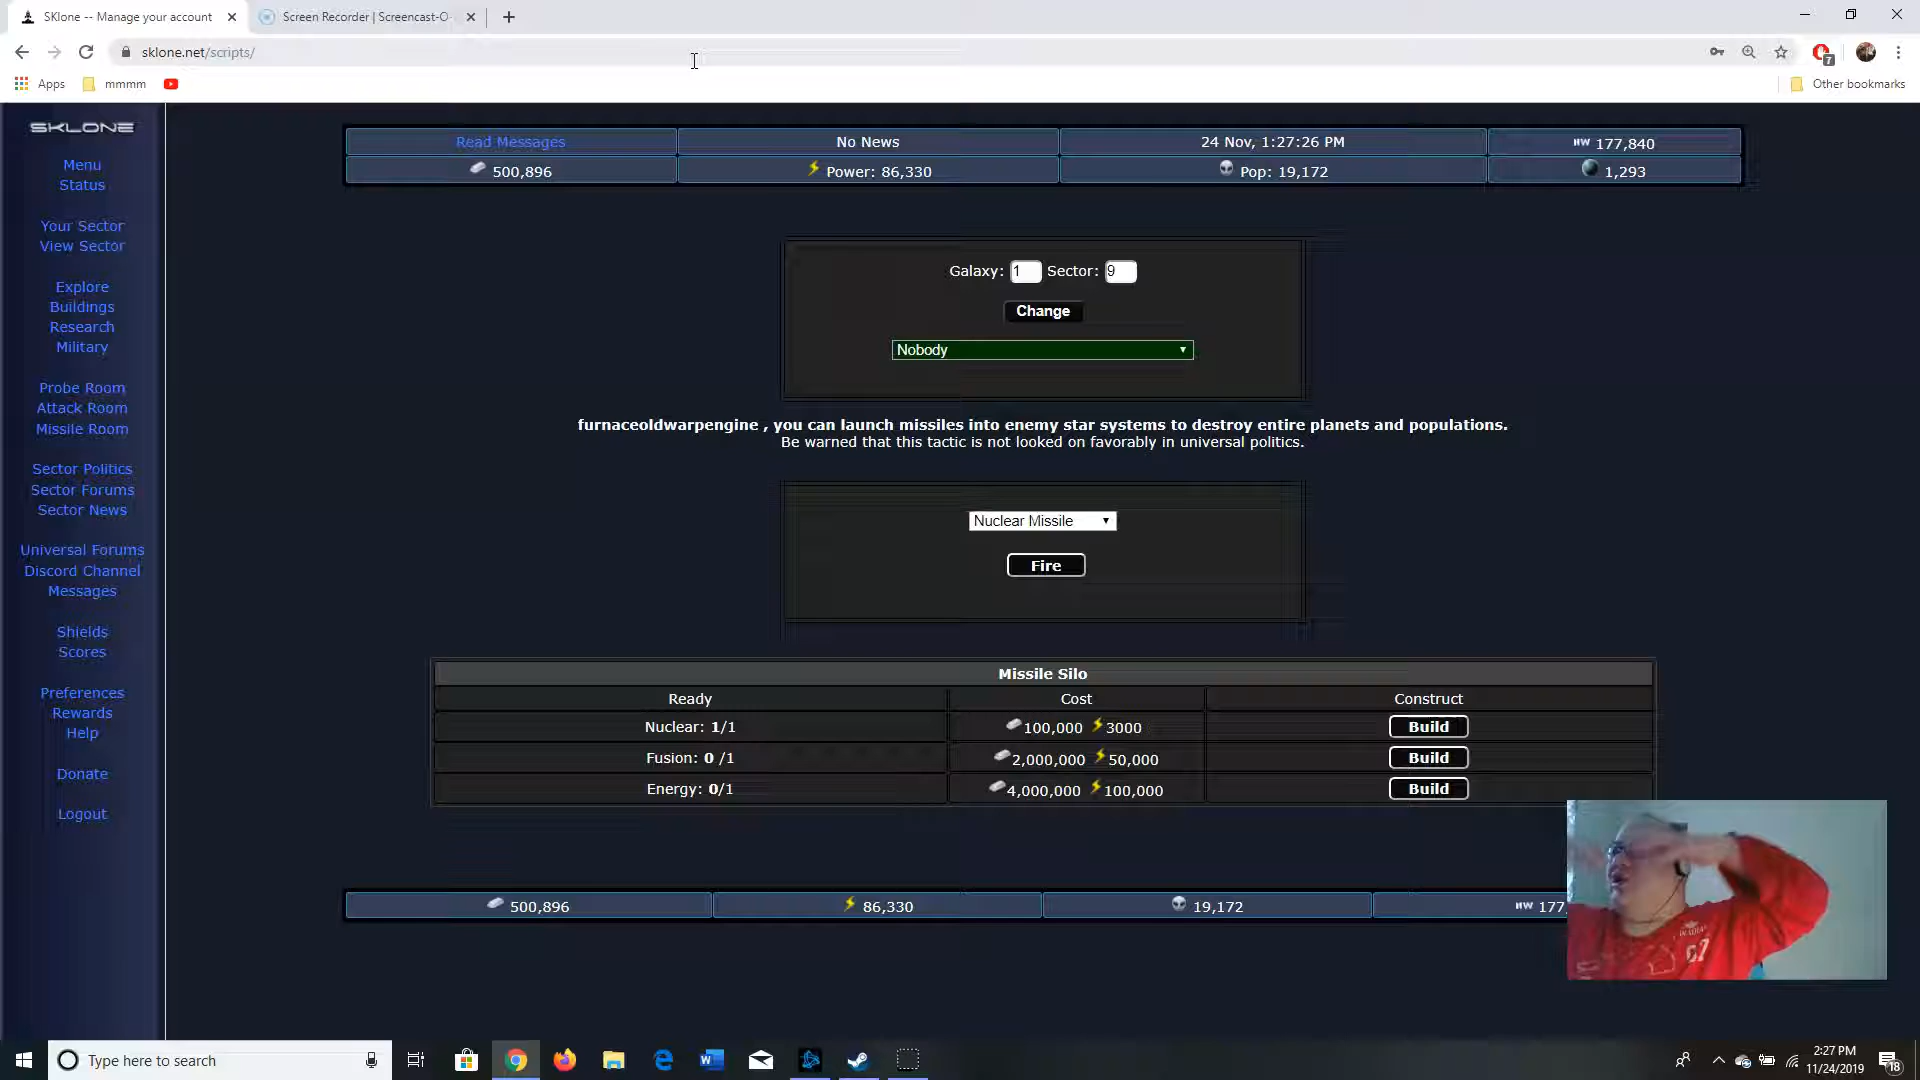 SKlone -- Manage your account
Screen Recorder | Screencast-O-
sklone.net/scripts/
7
Apps
mmmm
Other bookmarks
SKLONE
Menu
Status
Your Sector
View Sector
Explore
Buildings
Research
Military
Probe Room
Attack Room
Missile Room
Sector Politics
Sector Forums
Sector News
Universal Forums
Discord Channel
Messages
Shields
Scores
Preferences
Rewards
Help
Donate
Logout
Read Messages No News 24 Nov, 1:27:26 PM NW 177,840
500,896 Power: 86,330 Pop: 19,172 1,293
Galaxy: 1 Sector: 9
Change
Nobody
furnaceoldwarpengine , you can launch missiles into enemy star systems to destroy entire planets and populations.
Be warned that this tactic is not looked on favorably in universal politics.
Nuclear Missile
Fire
Missile Silo
Ready Cost Construct
Nuclear: 1/1 100,000 3000 Build
Fusion: 0 /1 2,000,000 50,000 Build
Energy: 0/1 4,000,000 100,000 Build
500,896 86,330 19,172 NW 177,
67
Type here to search
2:27 PM
11/24/2019
18